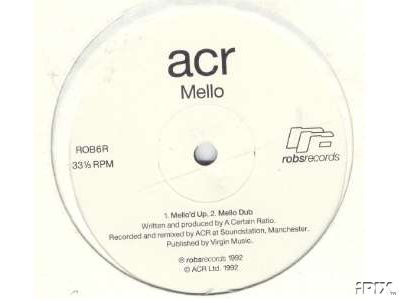 acr
Mello
ROB6R
33⅓ RPM
robsrecords
1. Mello'd Up. 2. Mello Dub
Written and produced by A Certain Ratio.
Recorded and remixed by ACR at Soundstation, Manchester.
Published by Virgin Music.
℗ robsrecords 1992
© ACR Ltd. 1992
iPIX